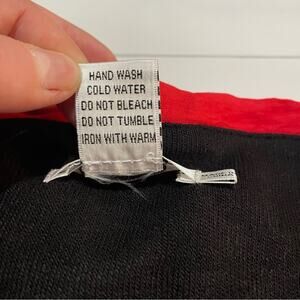 HAND WASH
COLD WATER
DO NOT BLEACH
DO NOT TUMBLE
IRON WITH WARM